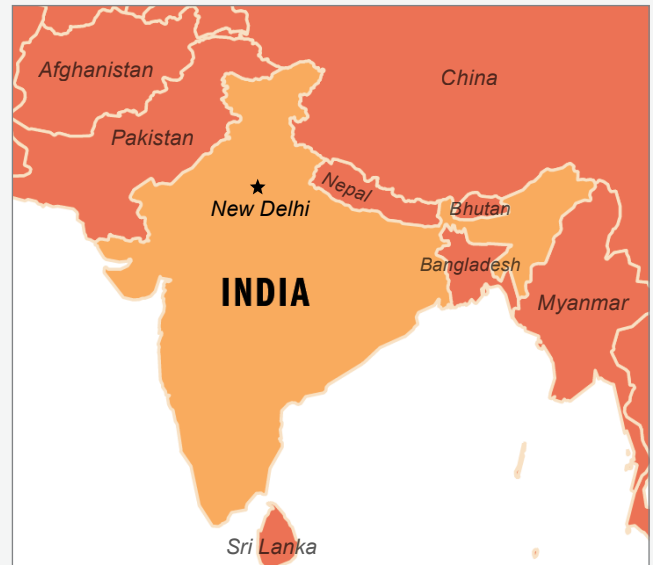 Afghanistan
China
Pakistan
Nepal
New Delhi
Bhutan
Bangladesh
INDIA
Myanmar
Sri Lanka